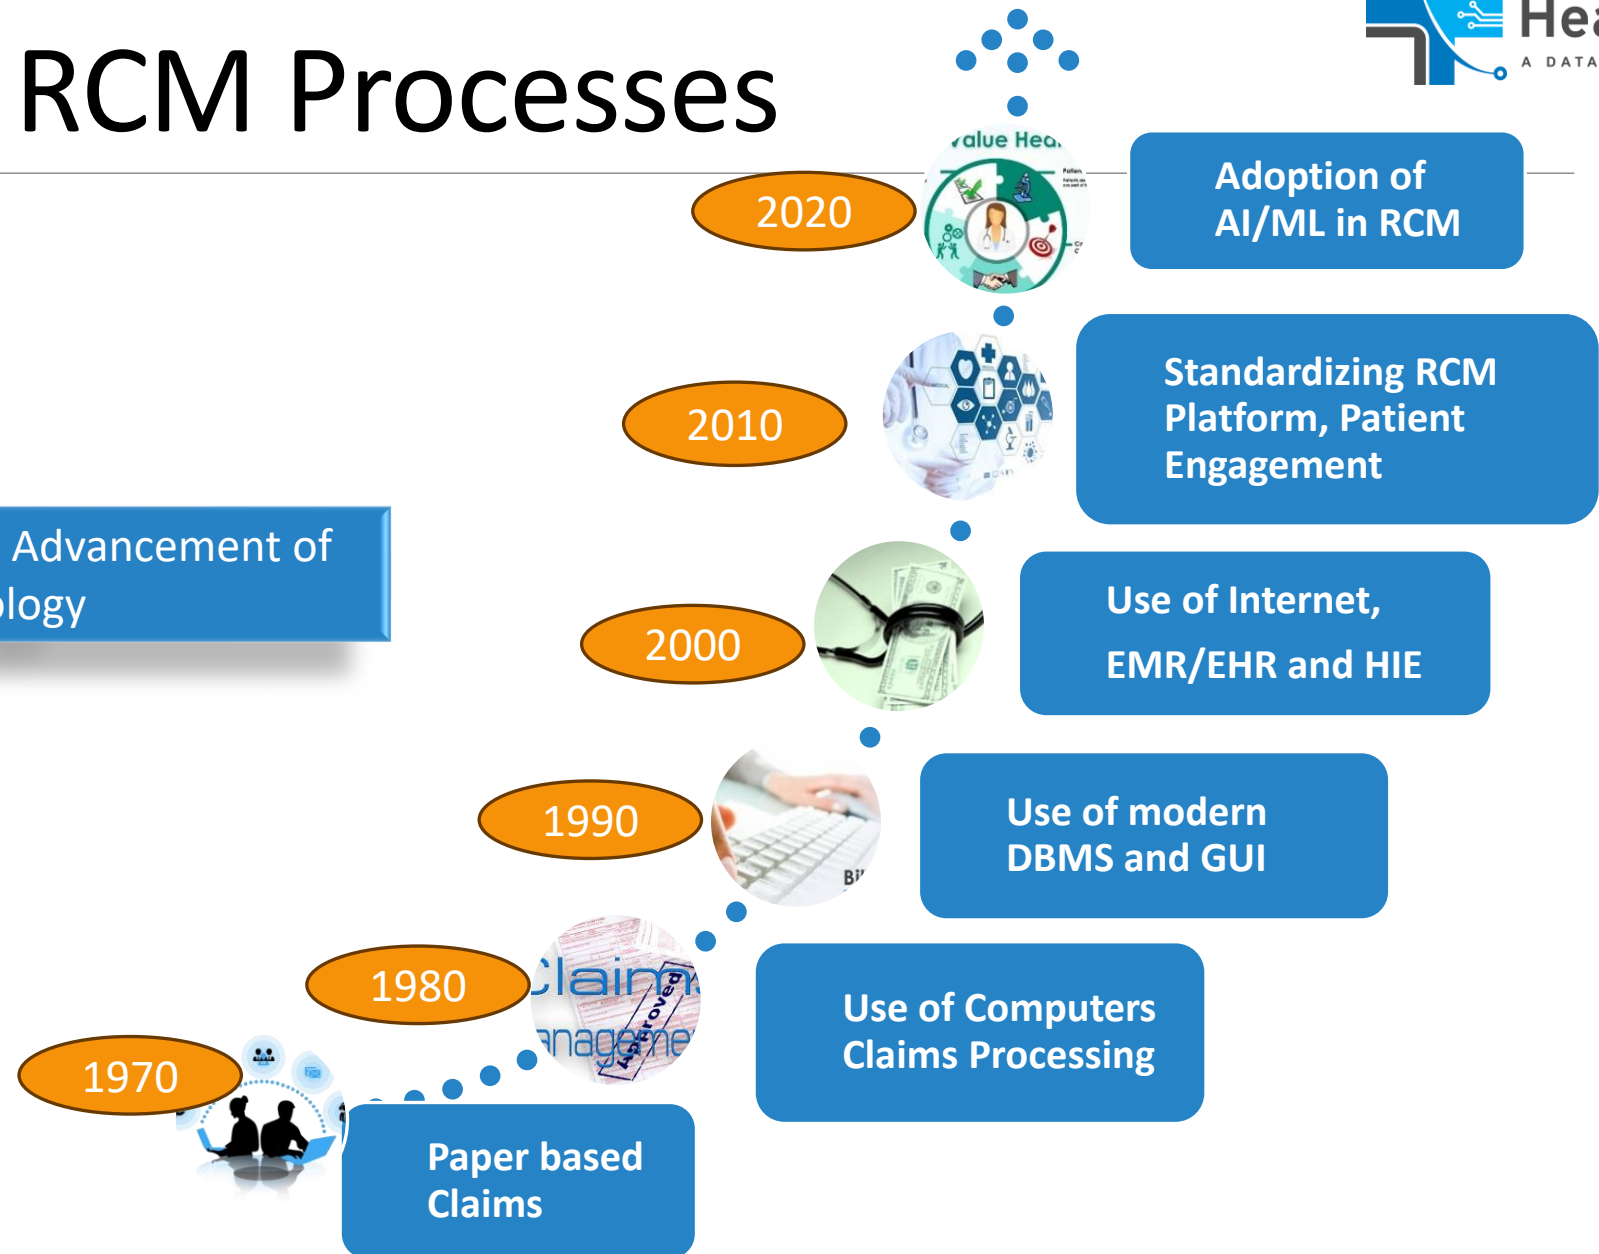 RCM Processes
A DATA
2020
Adoption of
AI/ML in RCM
2010
Standardizing RCM
Platform, Patient
Engagement
Advancement of
ology
2000
Use of Internet,
EMR/EHR and HIE
1990
Use of modern
DBMS and GUI
1980
Approved
Use of Computers
Claims Processing
1970
Paper based
Claims